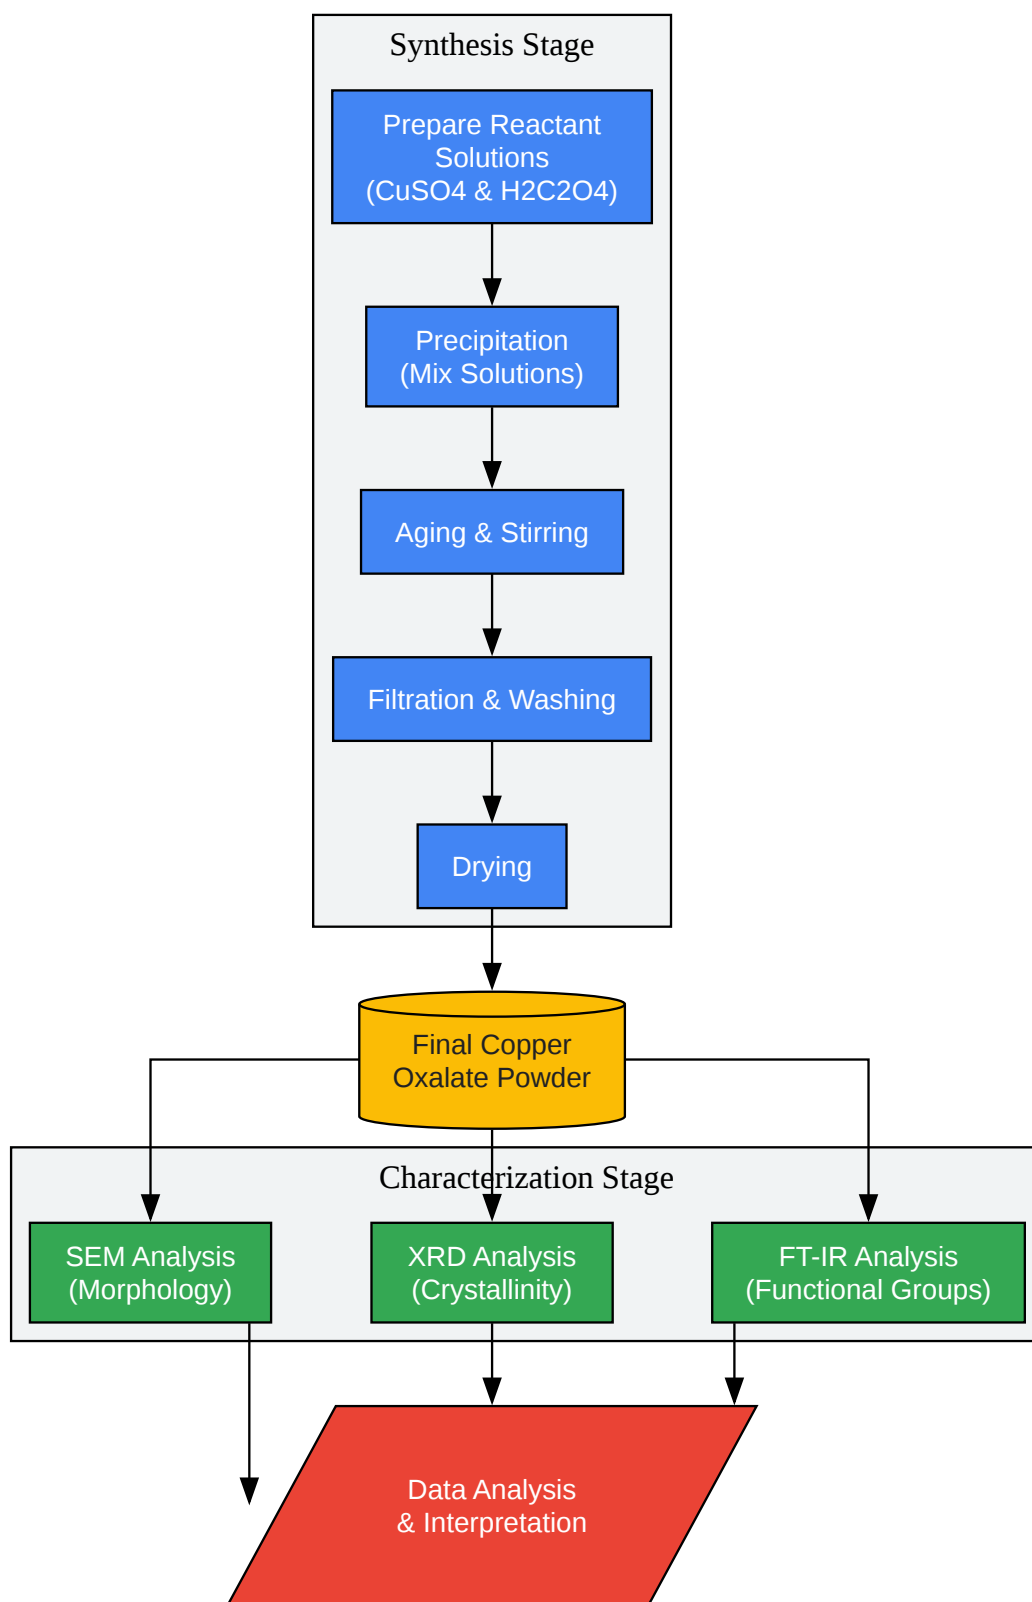 Synthesis Stage
Prepare Reactant
Solutions
(CuSO4 & H2C2O4)
Precipitation
(Mix Solutions)
Aging & Stirring
Filtration & Washing
Drying
Final Copper
Oxalate Powder
Characterization Stage
SEM Analysis
(Morphology)
XRD Analysis
(Crystallinity)
FT-IR Analysis
(Functional Groups)
Data Analysis
& Interpretation